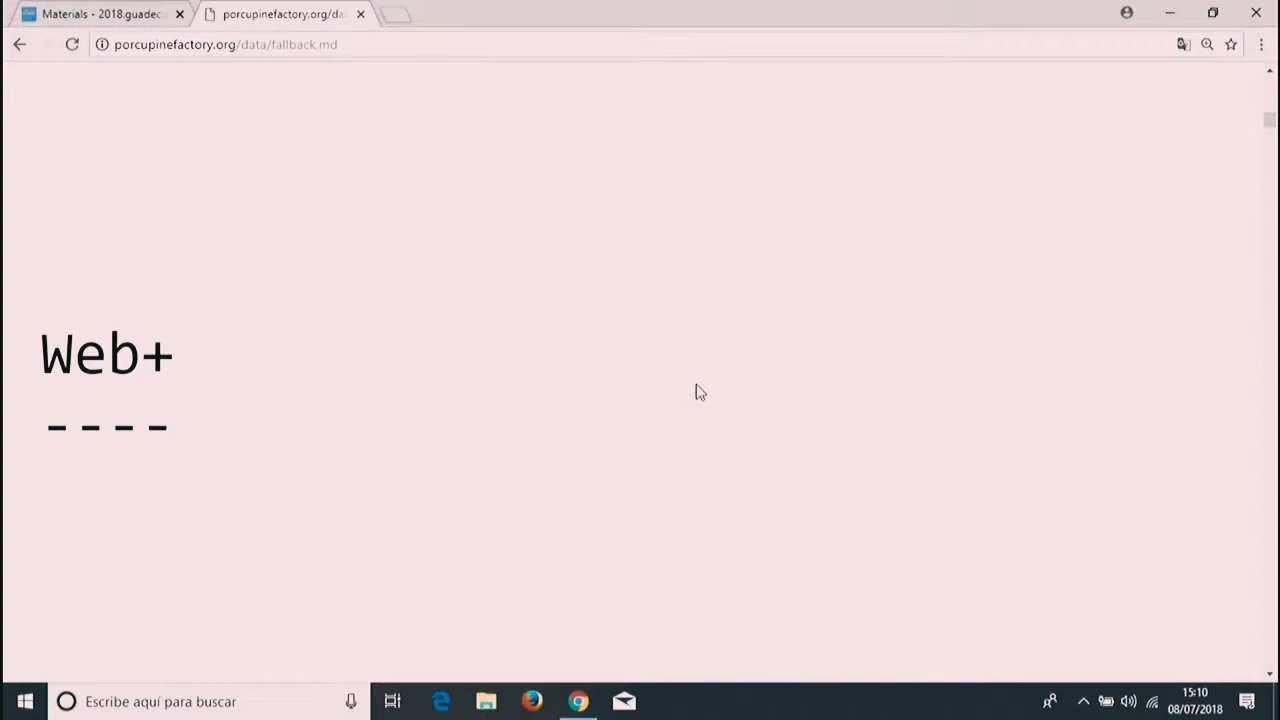 Materials - 2018.guadec
porcupinefactory.org/da
porcupinefactory.org/data/fallback.md
Web+
----
Escribe aquí para buscar
15:10
08/07/2018